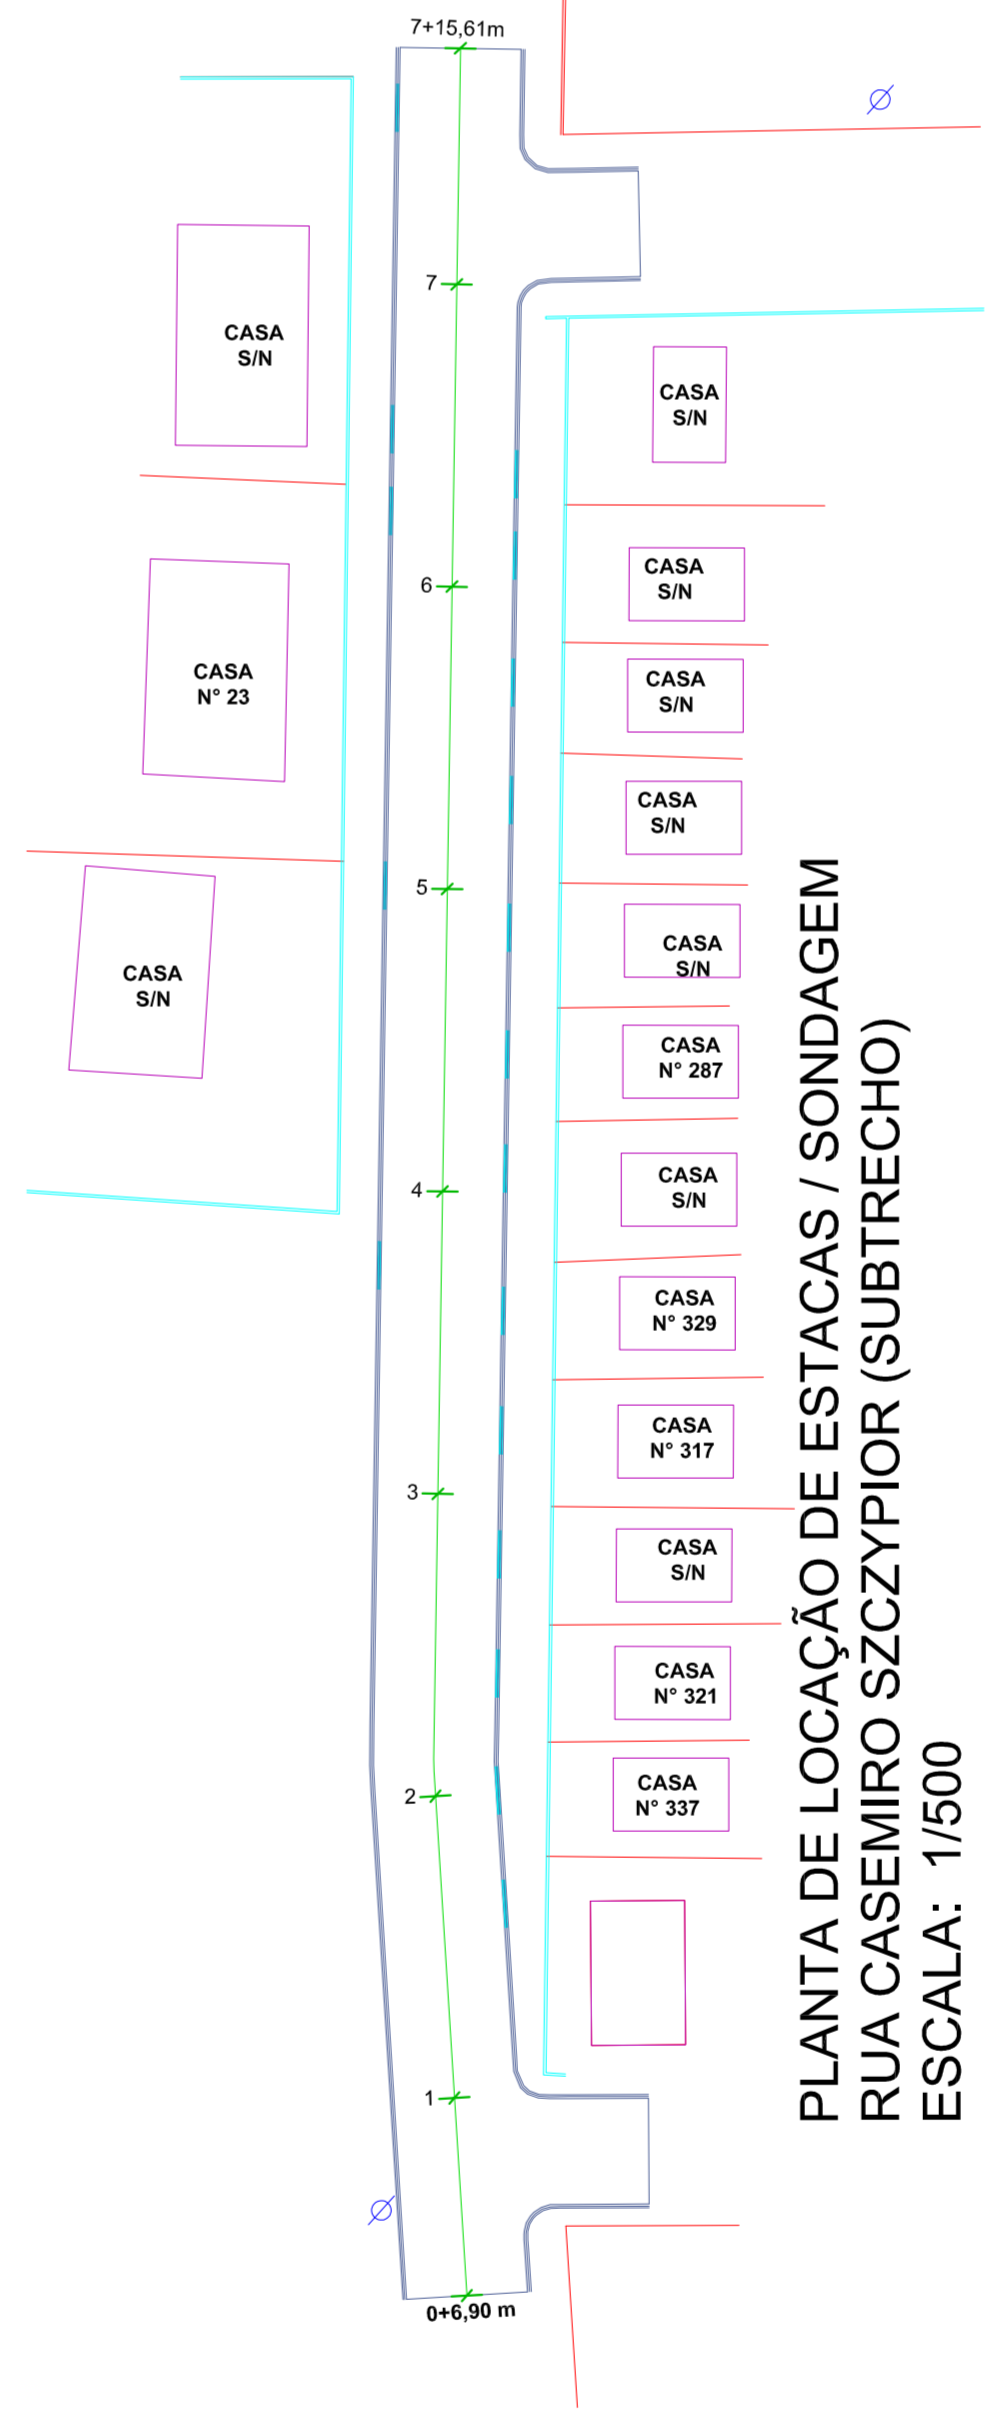 7+15,61m
CASA
S/N
7
CASA
S/N
CASA
S/N
6
CASA
N° 23
CASA
S/N
CASA
S/N
5
CASA
S/N
CASA
S/N
CASA
N° 287
4
CASA
S/N
CASA
N° 329
CASA
N° 317
3
CASA
S/N
CASA
N° 321
CASA
N° 337
2
1
0+6,90 m
PLANTA DE LOCAÇÃO DE ESTACAS / SONDAGEM
RUA CASEMIRO SZCZYPIOR (SUBTRECHO)
ESCALA: 1/500